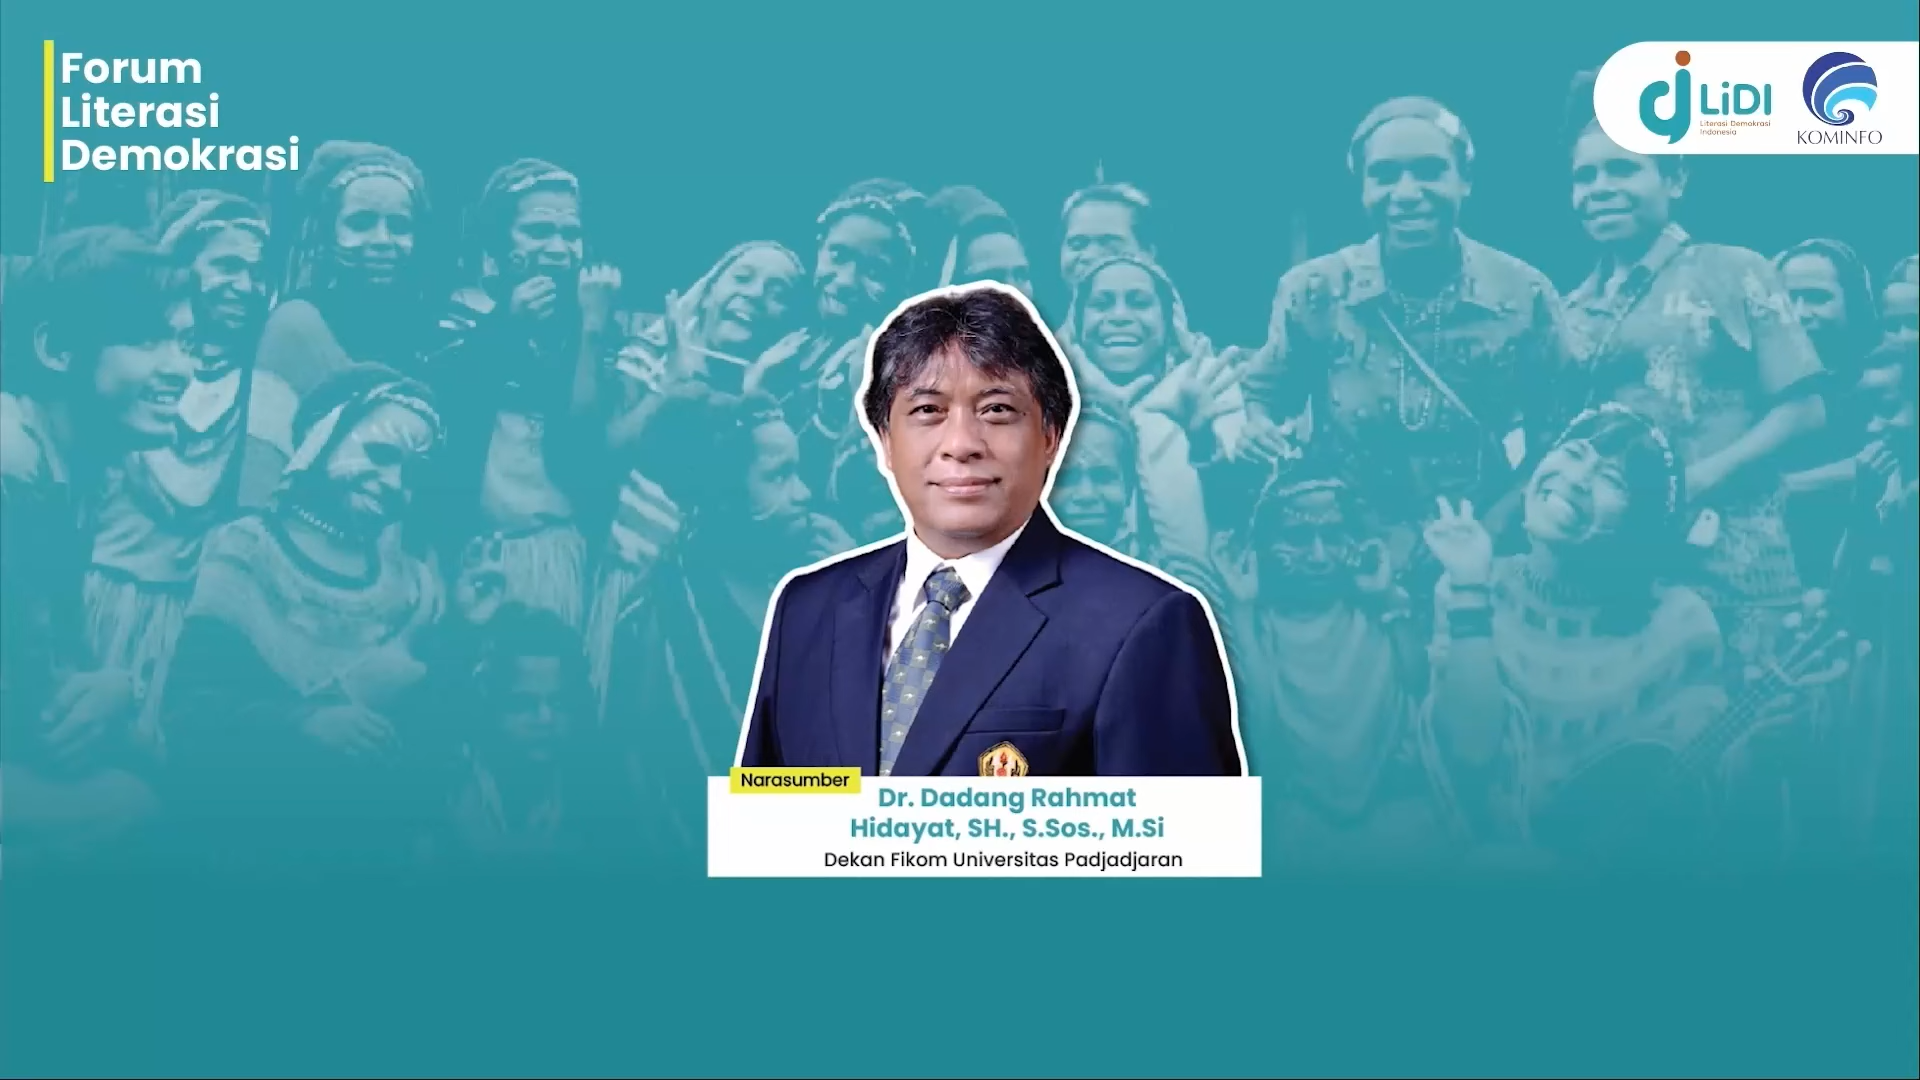 Forum
Literasi
Demokrasi
LiDI
Literasi Demokrasi
Indonesia
KOMINFO
Narasumber
Dr. Dadang Rahmat
Hidayat, SH., S.Sos., M.Si
Dekan Fikom Universitas Padjadjaran